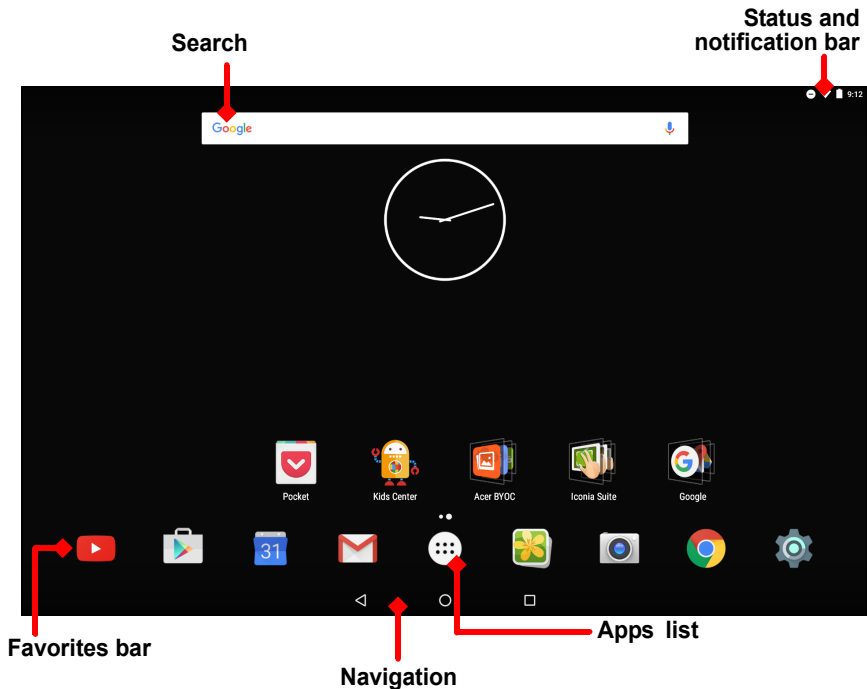 Status and
notification bar
Search
9:12
Google
Pocket
Kids Center
Acer BYOC
Iconia Suite
Google
31
Apps list
Favorites bar
Navigation